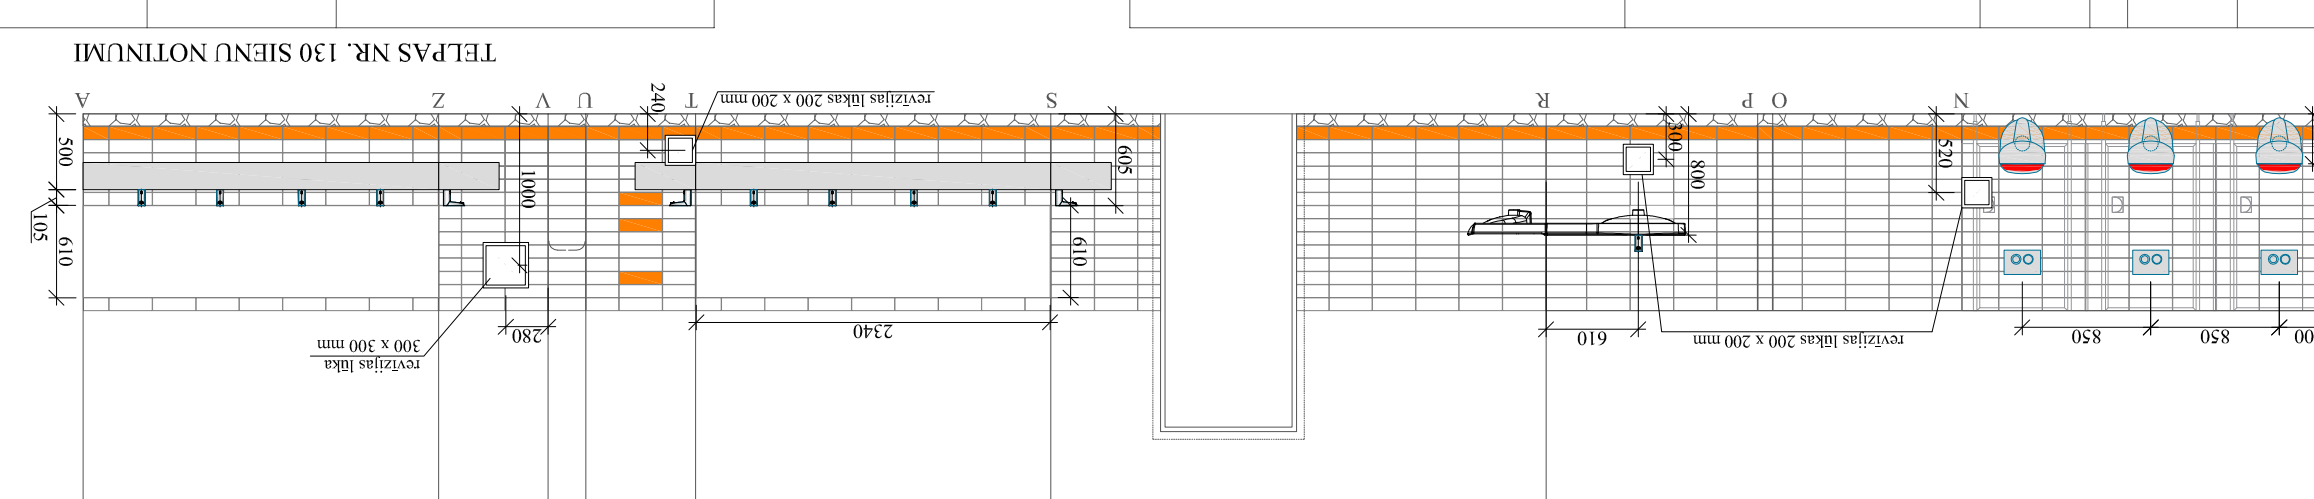 revīzijas lūka
300 x 300 mm
00
850
850
revīzijas lūkas 200 x 200 mm
610
2340
280
610
610
105
500
1000
605
240
800
300
520
revīzijas lūkas 200 x 200 mm
N
O
P
R
S
T
U
V
Z
A
TELPAS NR. 130 SIENU NOTINUMI